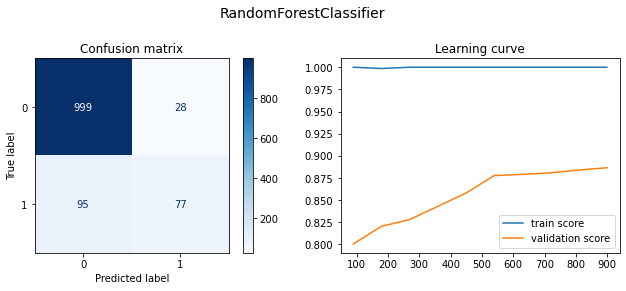 RandomForestClassifier
Confusion matrix
True label
0
1
999
28
95
77
0
1
Predicted label
800
600
400
200
Learning curve
1.000
0.975
0.950
0.925
0.900
0.875
0.850
0.825
0.800
100 200 300 400 500 600 700 800 900
train score
validation score